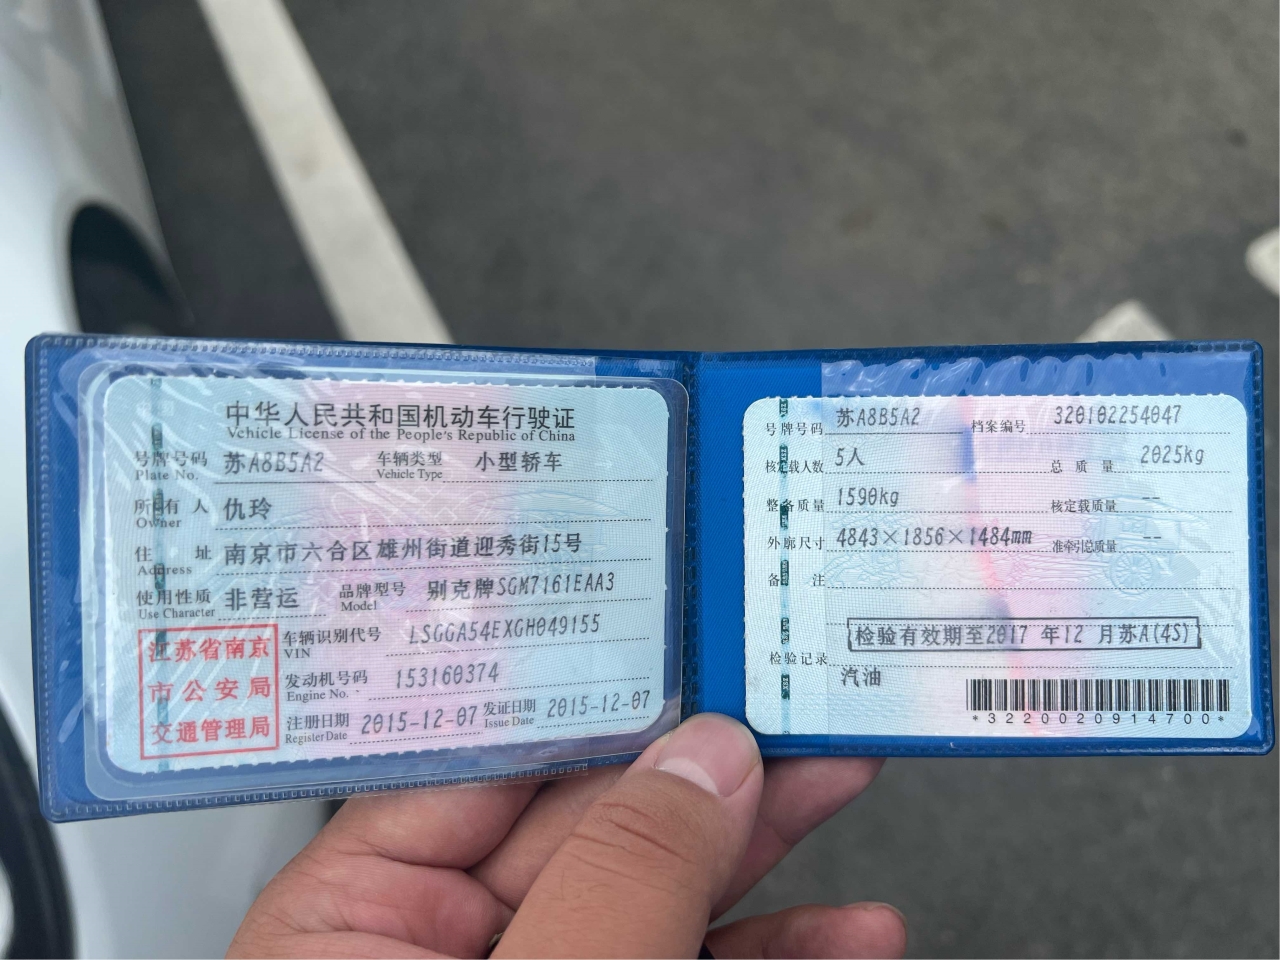 中华人民共和国机动车行驶证
Vehicle License of the People's Republic of China
号牌号码 苏A8B5A2 车辆类型 小型轿车
Plate No. Vehicle Type
所有人 仇玲
Owner
住址 南京市六合区雄州街道迎秀街15号
Address
使用性质 非营运 品牌型号 别克牌SGM7161EAA3
Use Character Model
江苏省南京
市公安局
交通管理局
车辆识别代号 LSGGA54EXGH049155
VIN
发动机号码 153160374
Engine No.
注册日期 2015-12-07 发证日期 2015-12-07
Register Date Issue Date
号牌号码 苏A8B5A2 档案编号 320102254047
核定载人数 5人 总质量 2025kg
整备质量 1590kg 核定载质量 --
外廓尺寸 4843×1856×1484mm 准牵引总质量 --
备注
检验有效期至2017 年12 月苏A(4S)
检验记录
汽油
*3220020914700*